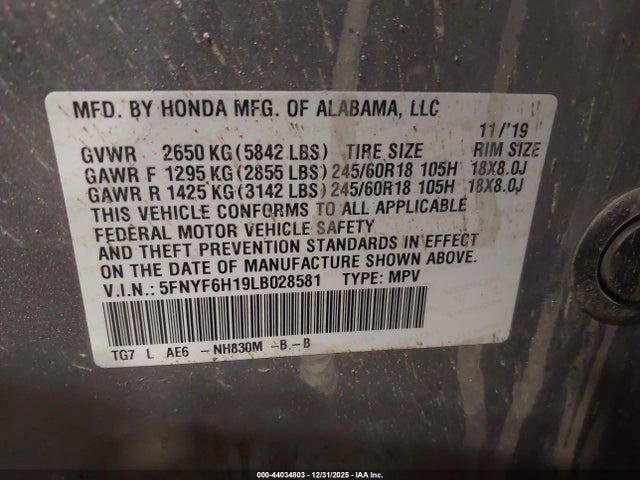 MFD. BY HONDA MFG. OF ALABAMA, LLC
11/'19
GVWR 2650 KG (5842 LBS) TIRE SIZE RIM SIZE
GAWR F 1295 KG (2855 LBS) 245/60R18 105H 18X8.0J
GAWR R 1425 KG (3142 LBS) 245/60R18 105H 18X8.0J
THIS VEHICLE CONFORMS TO ALL APPLICABLE
FEDERAL MOTOR VEHICLE SAFETY
AND THEFT PREVENTION STANDARDS IN EFFECT
ON THE DATE OF MANUFACTURE SHOWN ABOVE.
V.I.N.: 5FNYF6H19LB028581 TYPE: MPV
TG7 L AE6 -NH830M -B.-B
000-44034803 - 12/31/2025 - IAA Inc.